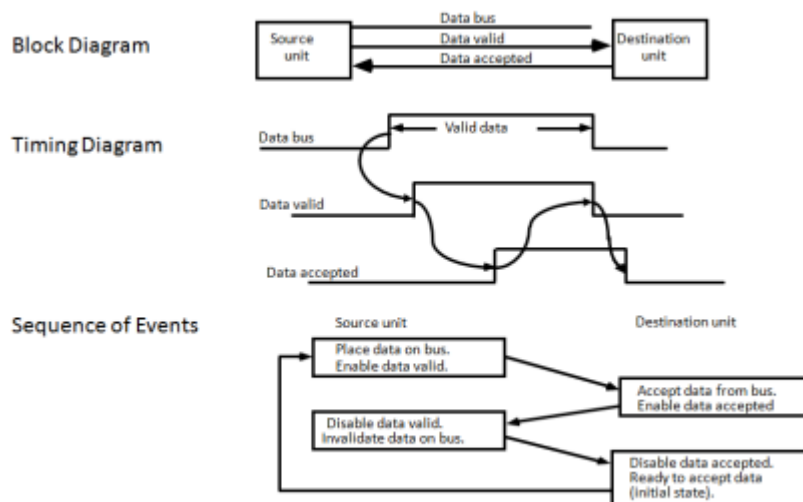 Block Diagram
Source
unit
Data bus
Data valid
Data accepted
Destination
unit
Timing Diagram
Data bus
Valid data
Data valid
Data accepted
Sequence of Events
Source unit
Destination unit
Place data on bus.
Enable data valid.
Accept data from bus.
Enable data accepted
Disable data valid.
Invalidate data on bus.
Disable data accepted.
Ready to accept data
(initial state).